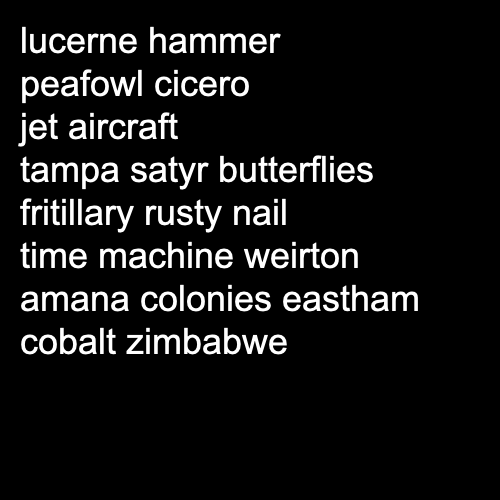 lucerne hammer
peafowl cicero
jet aircraft
tampa satyr butterflies
fritillary rusty nail
time machine weirton
amana colonies eastham
cobalt zimbabwe